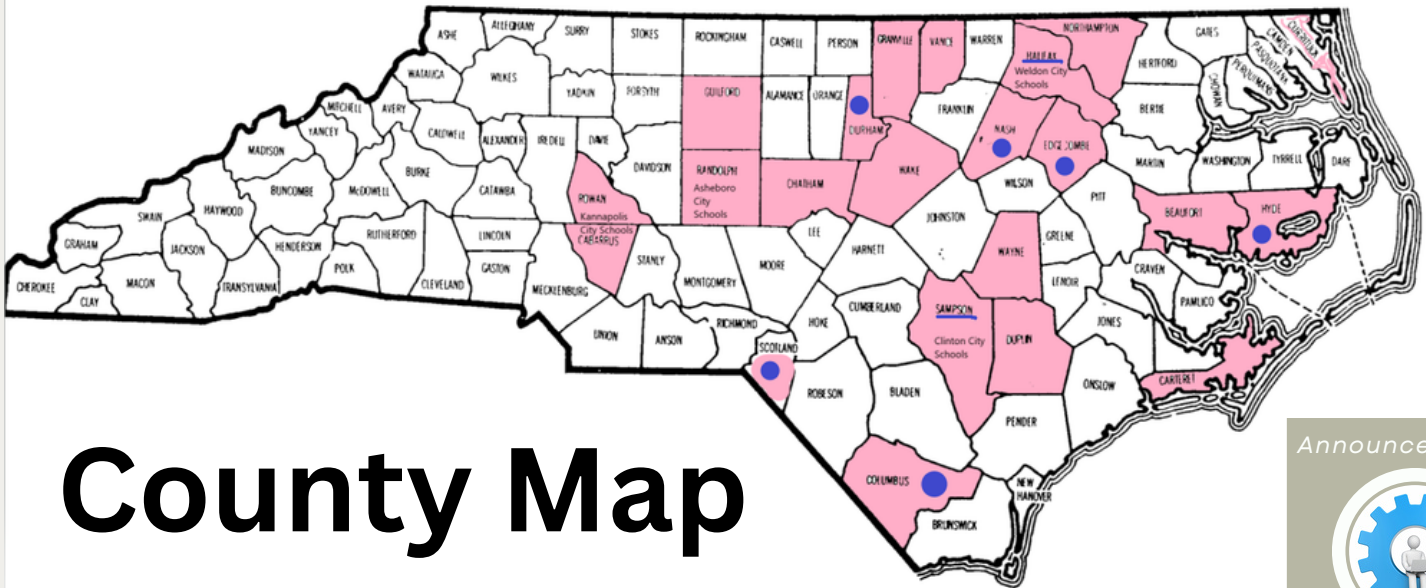 ASHE
ALLEGHANY
SURRY
STOKES
ROCKINGHAM
CASWELL
PERSON
GRANVILLE
VANCE
WARREN
NORTHAMPTON
GATES
CURRITUCK
CAMDEN
PASQUOTANK
PERQUIMANS
CHOWAN
HALIFAX
Weldon City
Schools
HERTFORD
WATAUGA
WILKES
YADKIN
FORSYTH
GUILFORD
ALAMANCE
ORANGE
DURHAM
FRANKLIN
NASH
EDGECOMBE
BERTIE
MITCHELL
AVERY
YANCEY
CALDWELL
ALEXANDER
IREDELL
DAVIE
DAVIDSON
MADISON
BURKE
McDOWELL
BUNCOMBE
CATAWBA
ROWAN
Kannapolis
City Schools
CABARRUS
RANDOLPH
Asheboro
City
Schools
CHATHAM
WAKE
WILSON
MARTIN
WASHINGTON
TYRRELL
DARE
PITT
BEAUFORT
HYDE
SWAIN
HAYWOOD
GRAHAM
JACKSON
HENDERSON
RUTHERFORD
LINCOLN
GASTON
POLK
CLEVELAND
TRANSYLVANIA
MACON
CHEROKEE
CLAY
MECKLENBURG
STANLY
MONTGOMERY
MOORE
LEE
HARNETT
JOHNSTON
WAYNE
GREENE
LENOIR
CRAVEN
PAMLICO
JONES
UNION
ANSON
RICHMOND
SCOTLAND
HOKE
CUMBERLAND
SAMPSON
Clinton City
Schools
DUPLIN
ONSLOW
CARTERET
ROBESON
BLADEN
PENDER
COLUMBUS
NEW
HANOVER
BRUNSWICK
County Map
Announce